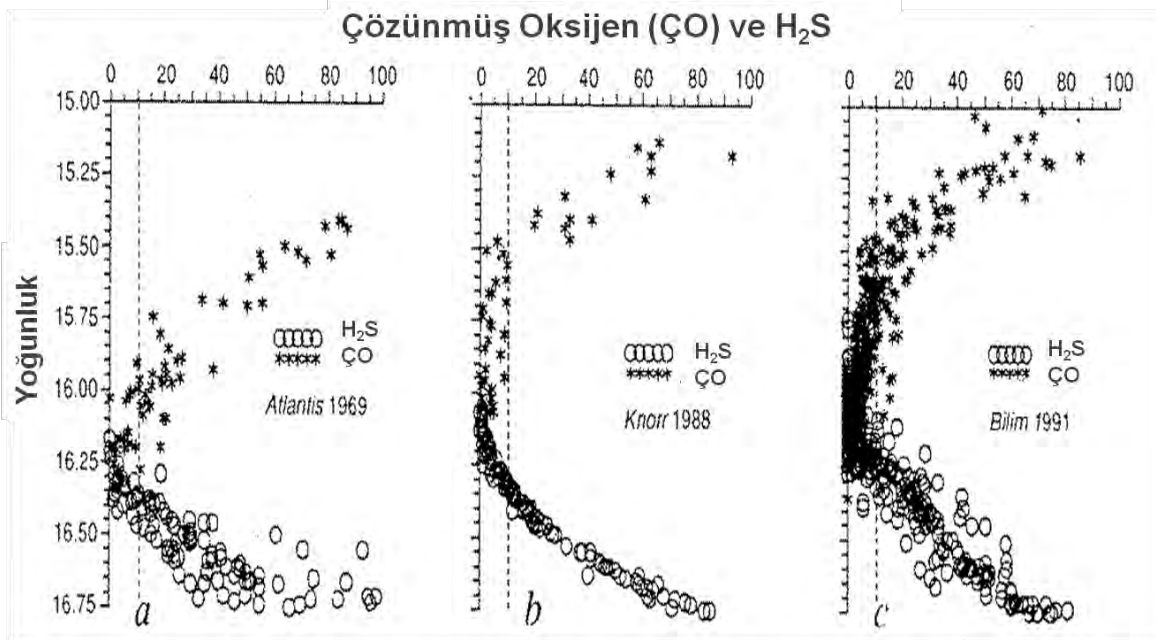 Çözünmüş Oksijen (ÇO) ve H₂S
0 20 40 60 80 100
0 20 40 60 80 100
0 20 40 60 80 100
15.00
15.25
15.50
15.75
16.00
16.25
16.50
16.75
Yoğunluk
H₂S
ÇO
Atlantis 1969
a
H₂S
ÇO
Knorr 1988
b
H₂S
ÇO
Bilim 1991
c